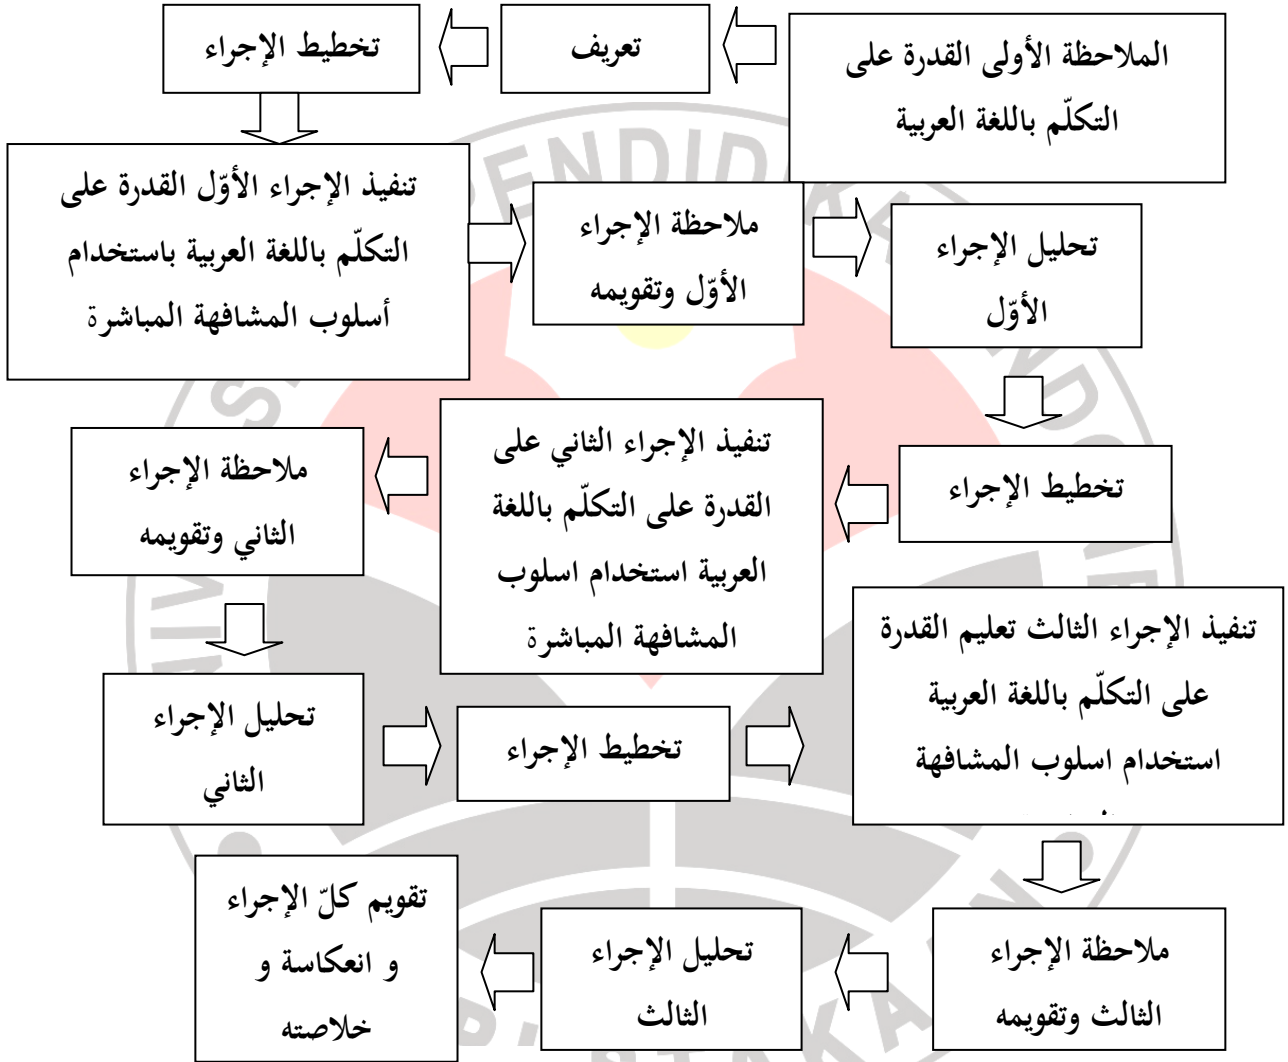 الملاحظة الأولى القدرة على
التكلّم باللغة العربية
تعريف
تخطيط الإجراء
تنفيذ الإجراء الأوّل القدرة على
التكلّم باللغة العربية باستخدام
أسلوب المشافهة المباشرة
ملاحظة الإجراء
الأوّل وتقويمه
تحليل الإجراء
الأوّل
تخطيط الإجراء
تنفيذ الإجراء الثاني على
القدرة على التكلّم باللغة
العربية استخدام اسلوب
المشافهة المباشرة
ملاحظة الإجراء
الثاني وتقويمه
تحليل الإجراء
الثاني
تخطيط الإجراء
تنفيذ الإجراء الثالث تعليم القدرة
على التكلّم باللغة العربية
استخدام اسلوب المشافهة
ملاحظة الإجراء
الثالث وتقويمه
تحليل الإجراء
الثالث
تقويم كلّ الإجراء
و انعكاسة و
خلاصته